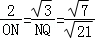 2/ON = √3/NQ = √7/√21